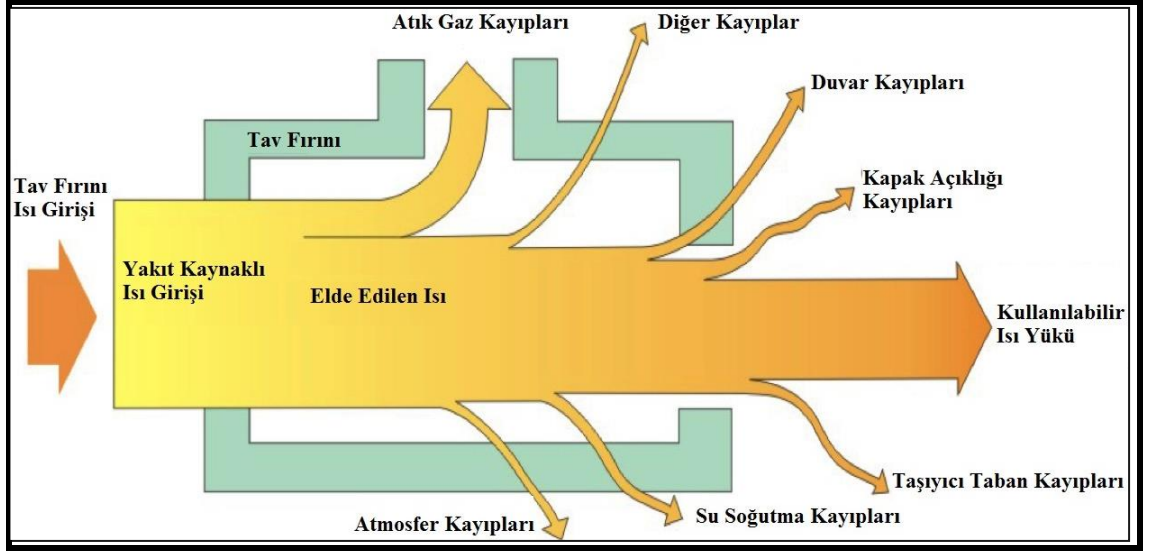 Atık Gaz Kayıpları
Diğer Kayıplar
Duvar Kayıpları
Tav Fırını
Kapak Açıklığı
Kayıpları
Tav Fırını
Isı Girişi
Yakıt Kaynaklı
Isı Girişi
Elde Edilen Isı
Kullanılabilir
Isı Yükü
Taşıyıcı Taban Kayıpları
Su Soğutma Kayıpları
Atmosfer Kayıpları